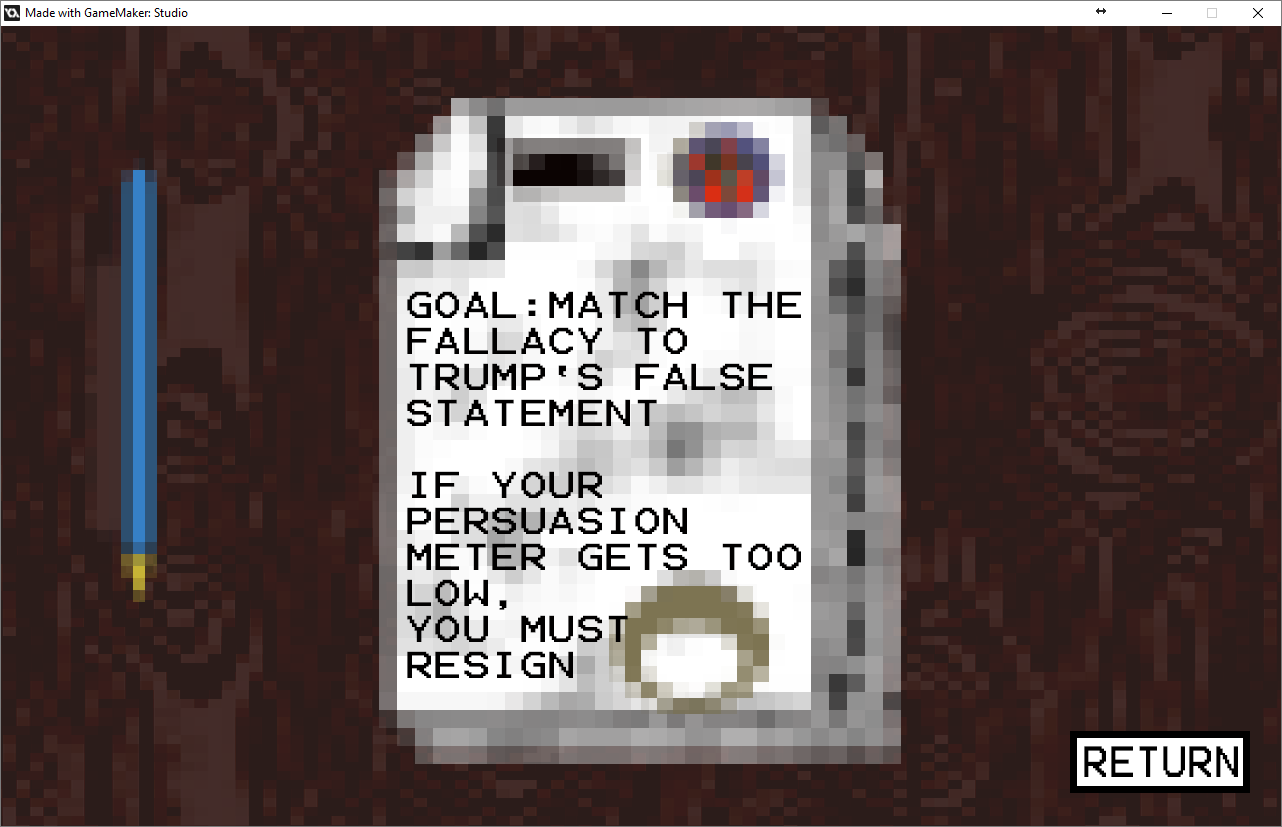 Made with GameMaker: Studio
GOAL:MATCH THE
FALLACY TO
TRUMP'S FALSE
STATEMENT
IF YOUR
PERSUASION
METER GETS TOO
LOW,
YOU MUST
RESIGN
RETURN